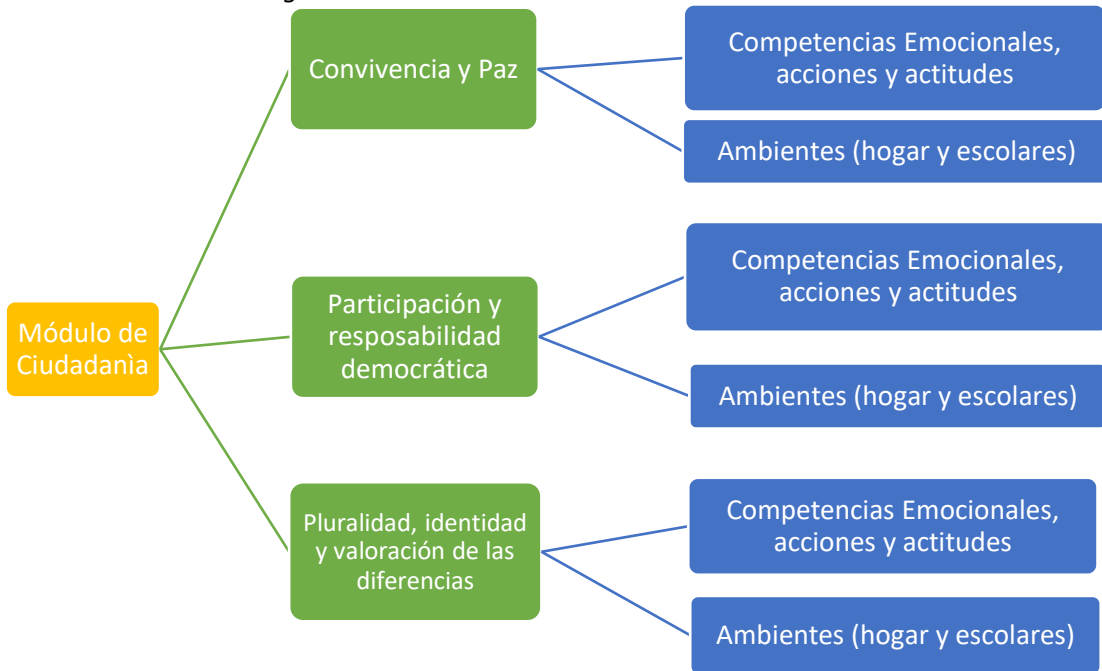 Convivencia y Paz
Competencias Emocionales,
acciones y actitudes
Ambientes (hogar y escolares)
Módulo de
Ciudadanìa
Participación y
resposabilidad
democrática
Competencias Emocionales,
acciones y actitudes
Ambientes (hogar y escolares)
Pluralidad, identidad
y valoración de las
diferencias
Competencias Emocionales,
acciones y actitudes
Ambientes (hogar y escolares)